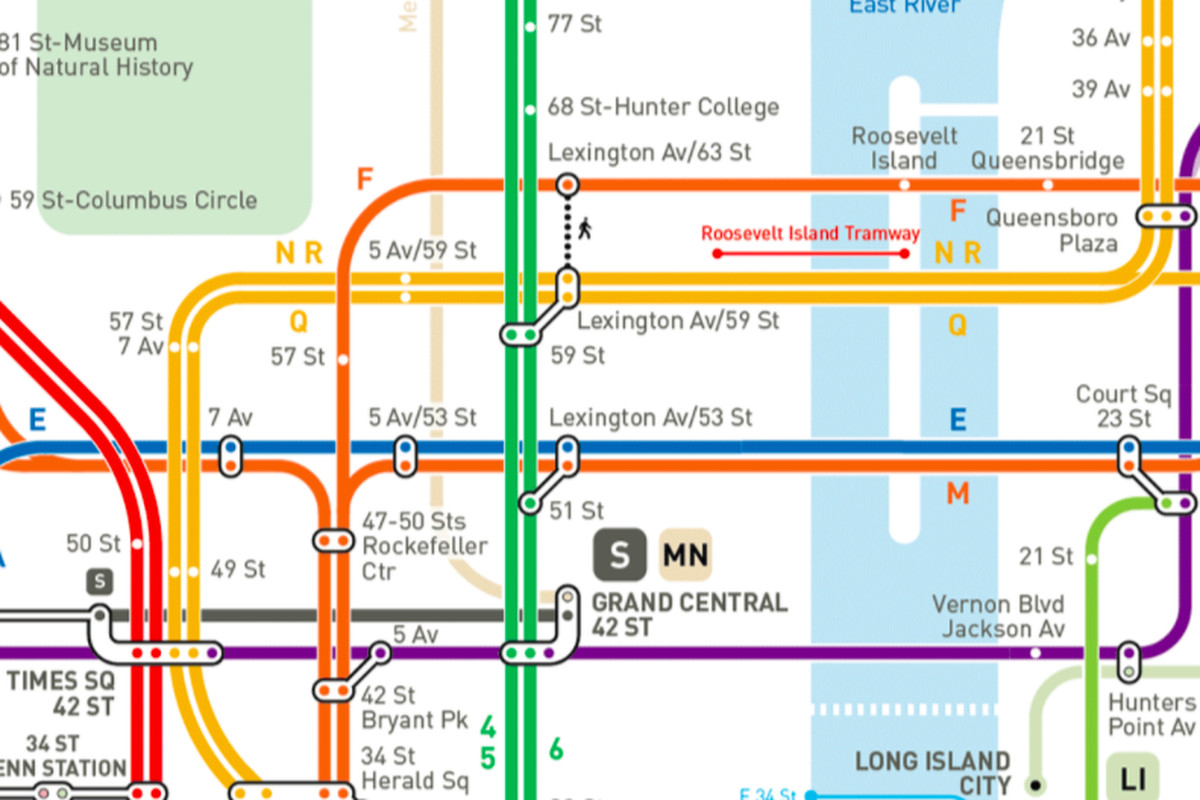 East River
77 St
Me
36 Av
81 St-Museum
of Natural History
39 Av
68 St-Hunter College
Roosevelt
Island
21 St
Queensbridge
Lexington Av/63 St
F
59 St-Columbus Circle
F
Queensboro
Plaza
Roosevelt Island Tramway
N R
5 Av/59 St
N R
57 St
7 Av
Q
Lexington Av/59 St
Q
57 St
59 St
Court Sq
23 St
E
7 Av
5 Av/53 St
Lexington Av/53 St
E
M
51 St
47-50 Sts
Rockefeller
Ctr
50 St
A
S
49 St
S
MN
21 St
GRAND CENTRAL
42 ST
Vernon Blvd
Jackson Av
5 Av
TIMES SQ
42 ST
42 St
Bryant Pk
4
5
6
Hunters
Point Av
34 ST
ENN STATION
34 St
Herald Sq
LONG ISLAND
CITY
LI
E 34 St